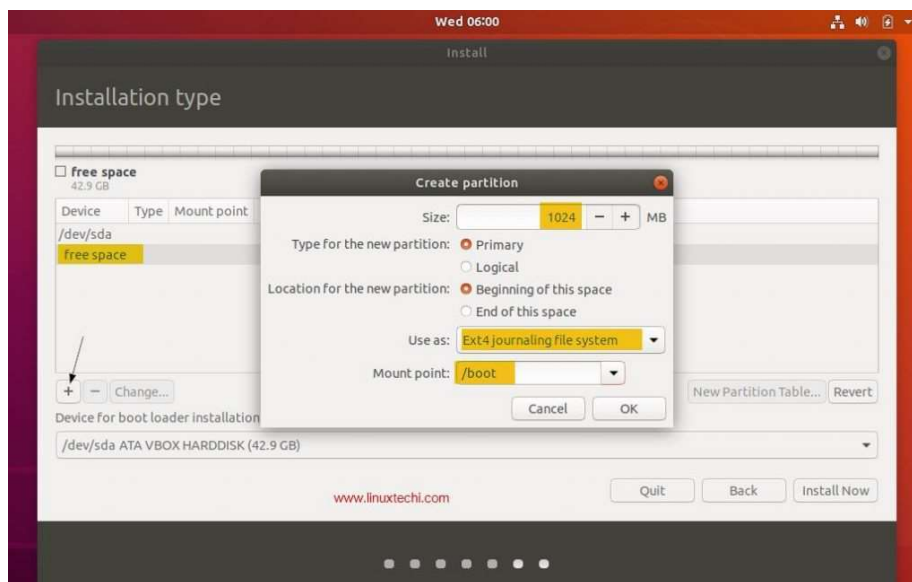 Wed 06:00
Install
Installation type
free space
42.9 GB
Device Type Mount point
/dev/sda
free space
Create partition
Size: 1024 − + MB
Type for the new partition: Primary
Logical
Location for the new partition: Beginning of this space
End of this space
Use as: Ext4 journaling file system
Mount point: /boot
Cancel OK
+ − Change...
New Partition Table... Revert
Device for boot loader installation
/dev/sda ATA VBOX HARDDISK (42.9 GB)
www.linuxtechi.com
Quit Back Install Now